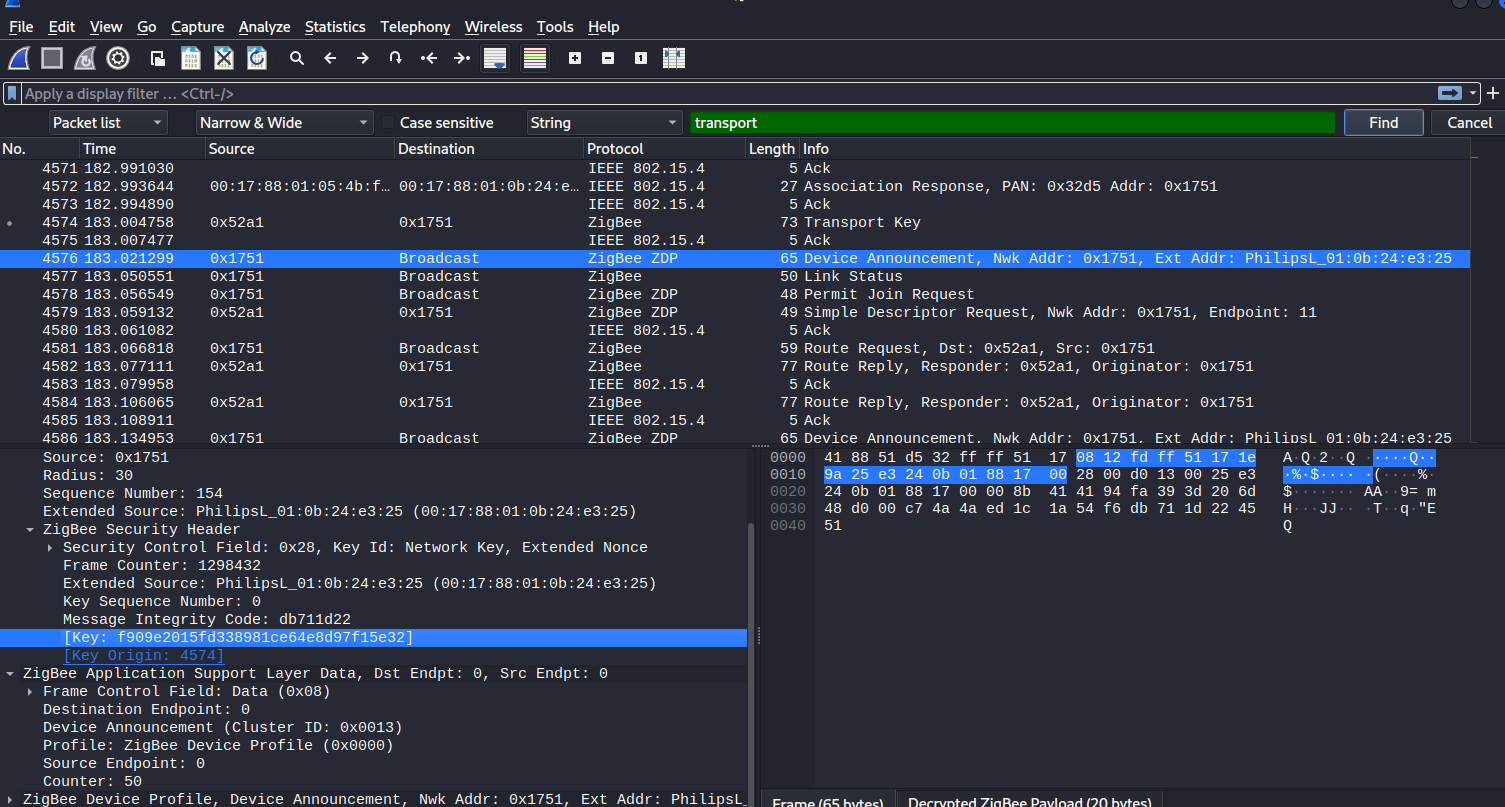 File Edit View Go Capture Analyze Statistics Telephony Wireless Tools Help
Apply a display filter ... <Ctrl-/>
Packet list Narrow & Wide Case sensitive String transport Find Cancel
No. Time Source Destination Protocol Length Info
4571 182.991030 IEEE 802.15.4 5 Ack
4572 182.993644 00:17:88:01:05:4b:f… 00:17:88:01:0b:24:e… IEEE 802.15.4 27 Association Response, PAN: 0x32d5 Addr: 0x1751
4573 182.994890 IEEE 802.15.4 5 Ack
4574 183.004758 0x52a1 0x1751 ZigBee 73 Transport Key
4575 183.007477 IEEE 802.15.4 5 Ack
4576 183.021299 0x1751 Broadcast ZigBee ZDP 65 Device Announcement, Nwk Addr: 0x1751, Ext Addr: PhilipsL_01:0b:24:e3:25
4577 183.050551 0x1751 Broadcast ZigBee 50 Link Status
4578 183.056549 0x1751 Broadcast ZigBee ZDP 48 Permit Join Request
4579 183.059132 0x52a1 0x1751 ZigBee ZDP 49 Simple Descriptor Request, Nwk Addr: 0x1751, Endpoint: 11
4580 183.061082 IEEE 802.15.4 5 Ack
4581 183.066818 0x1751 Broadcast ZigBee 59 Route Request, Dst: 0x52a1, Src: 0x1751
4582 183.077111 0x52a1 0x1751 ZigBee 77 Route Reply, Responder: 0x52a1, Originator: 0x1751
4583 183.079958 IEEE 802.15.4 5 Ack
4584 183.106065 0x52a1 0x1751 ZigBee 77 Route Reply, Responder: 0x52a1, Originator: 0x1751
4585 183.108911 IEEE 802.15.4 5 Ack
4586 183.134953 0x1751 Broadcast ZigBee ZDP 65 Device Announcement, Nwk Addr: 0x1751, Ext Addr: PhilipsL_01:0b:24:e3:25
Source: 0x1751
Radius: 30
Sequence Number: 154
Extended Source: PhilipsL_01:0b:24:e3:25 (00:17:88:01:0b:24:e3:25)
ZigBee Security Header
Security Control Field: 0x28, Key Id: Network Key, Extended Nonce
Frame Counter: 1298432
Extended Source: PhilipsL_01:0b:24:e3:25 (00:17:88:01:0b:24:e3:25)
Key Sequence Number: 0
Message Integrity Code: db711d22
[Key: f909e2015fd338981ce64e8d97f15e32]
[Key Origin: 4574]
ZigBee Application Support Layer Data, Dst Endpt: 0, Src Endpt: 0
Frame Control Field: Data (0x08)
Destination Endpoint: 0
Device Announcement (Cluster ID: 0x0013)
Profile: ZigBee Device Profile (0x0000)
Source Endpoint: 0
Counter: 50
ZigBee Device Profile, Device Announcement, Nwk Addr: 0x1751, Ext Addr: PhilipsL_
0000 41 88 51 d5 32 ff ff 51 17 08 12 fd ff 51 17 1e A·Q·2··Q ·····Q··
0010 9a 25 e3 24 0b 01 88 17 00 28 00 d0 13 00 25 e3 ·%·$···· ·(····%·
0020 24 0b 01 88 17 00 00 8b 41 41 94 fa 39 3d 20 6d $······· AA··9= m
0030 48 d0 00 c7 4a 4a ed 1c 1a 54 f6 db 71 1d 22 45 H···JJ·· ·T··q·"E
0040 51 Q
Frame (65 bytes) Decrypted ZigBee Payload (20 bytes)